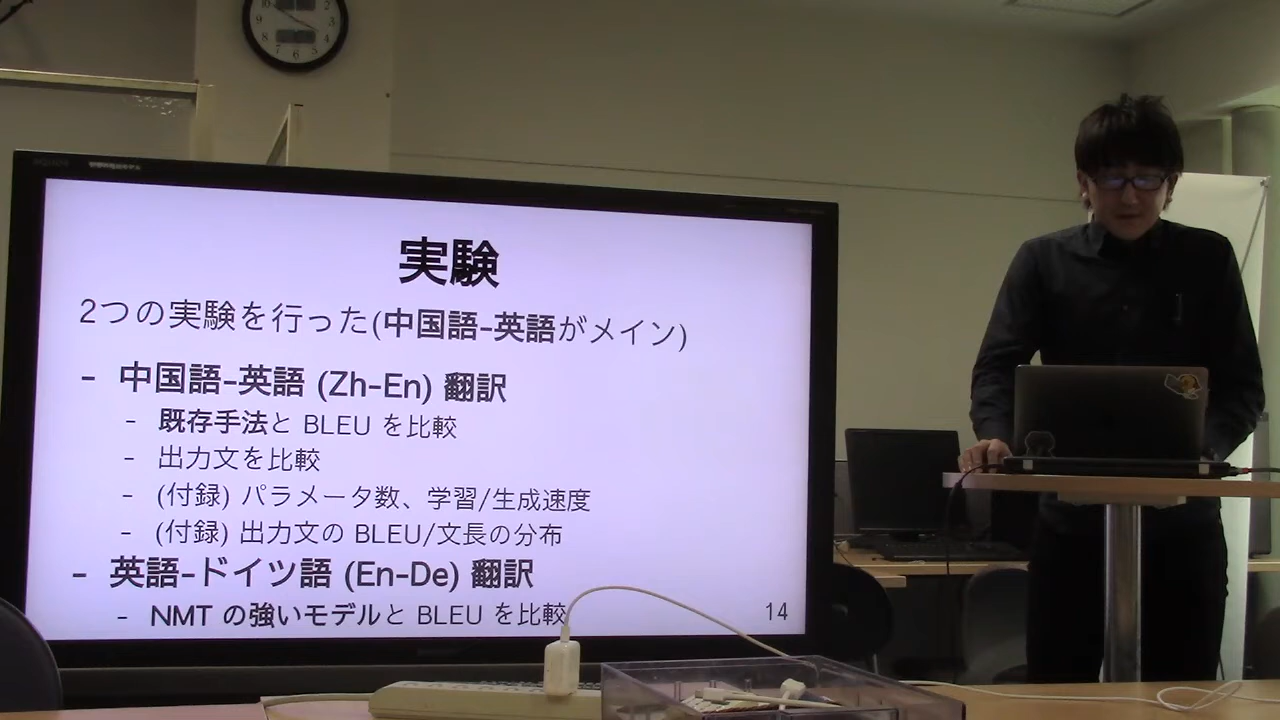 実験
2つの実験を行った(中国語-英語がメイン)
- 中国語-英語 (Zh-En) 翻訳
- 既存手法と BLEU を比較
- 出力文を比較
- (付録) パラメータ数、学習/生成速度
- (付録) 出力文の BLEU/文長の分布
- 英語-ドイツ語 (En-De) 翻訳
- NMT の強いモデルと BLEU を比較
14